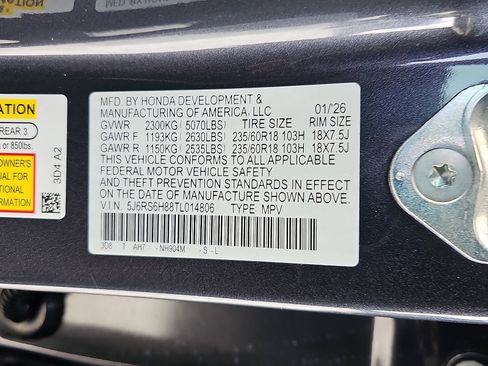 MFD. BY HONDA DEVELOPMENT &
MANUFACTURING OF AMERICA, LLC 01/26
GVWR 2300KG( 5070LBS) TIRE SIZE RIM SIZE
GAWR F 1193KG( 2630LBS) 235/60R18 103H 18X7.5J
GAWR R 1150KG( 2535LBS) 235/60R18 103H 18X7.5J
THIS VEHICLE CONFORMS TO ALL APPLICABLE
FEDERAL MOTOR VEHICLE SAFETY
AND THEFT PREVENTION STANDARDS IN EFFECT
ON THE DATE OF MANUFACTURE SHOWN ABOVE.
V.I.N. 5J6RS6H88TL014806 TYPE MPV
3D8 T AH7 NH904M -S-L
3D4 A2
ATION
REAR 3
or 850lbs.
OWNER'S
UAL FOR
TIONAL
RMATION